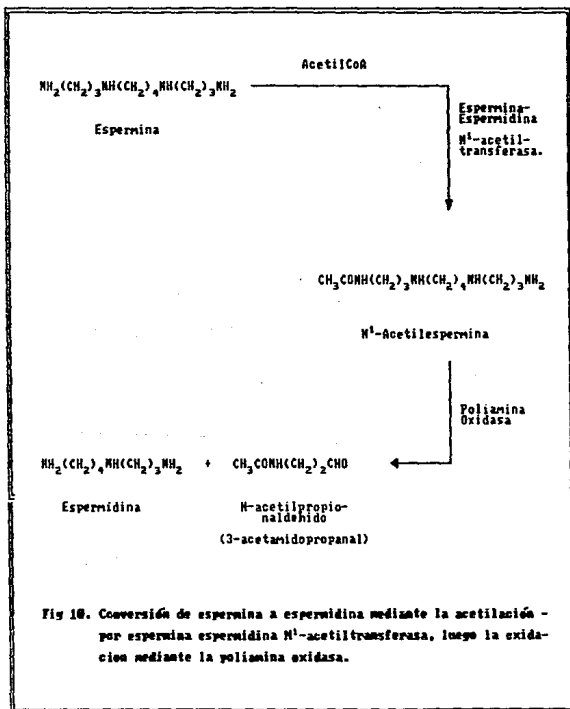 AcetilCoA
NH₂(CH₂)₃NH(CH₂)₄NH(CH₂)₃NH₂
Espermina
Espermina-
Espermidina
N¹-acetil-
transferasa.
CH₃CONH(CH₂)₃NH(CH₂)₄NH(CH₂)₃NH₂
N¹-Acetilespermina
Poliamina
Oxidasa
NH₂(CH₂)₄NH(CH₂)₃NH₂ + CH₃CONH(CH₂)₂CHO
Espermidina
N-acetilpropio-
naldehido
(3-acetamidopropanal)
Fig 10. Conversión de espermina a espermidina mediante la acetilación -
por espermina espermidina N¹-acetiltransferasa, luego la oxida-
cion mediante la poliamina oxidasa.